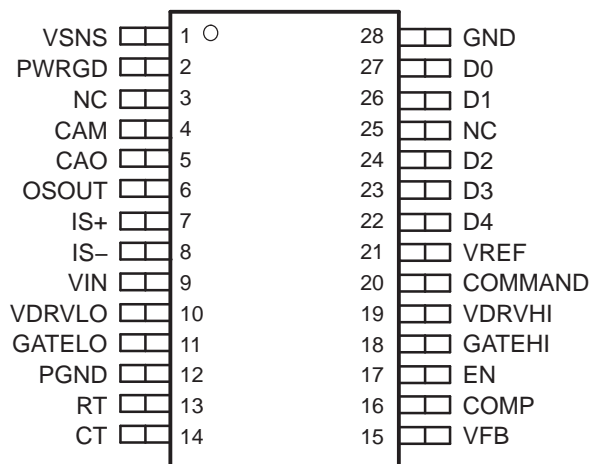 VSNS 1 28 GND
PWRGD 2 27 D0
NC 3 26 D1
CAM 4 25 NC
CAO 5 24 D2
OSOUT 6 23 D3
IS+ 7 22 D4
IS– 8 21 VREF
VIN 9 20 COMMAND
VDRVLO 10 19 VDRVHI
GATELO 11 18 GATEHI
PGND 12 17 EN
RT 13 16 COMP
CT 14 15 VFB